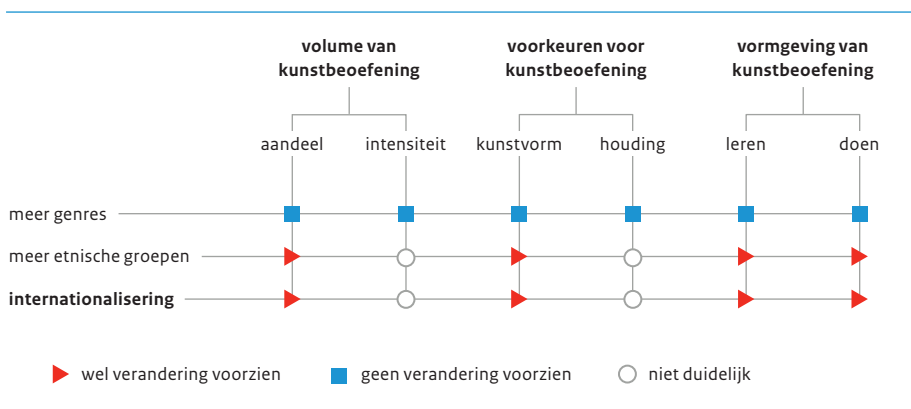 volume van kunstbeoefening
voorkeuren voor kunstbeoefening
vormgeving van kunstbeoefening
aandeel intensiteit kunstvorm houding leren doen
meer genres
meer etnische groepen
internationalisering
wel verandering voorzien geen verandering voorzien niet duidelijk